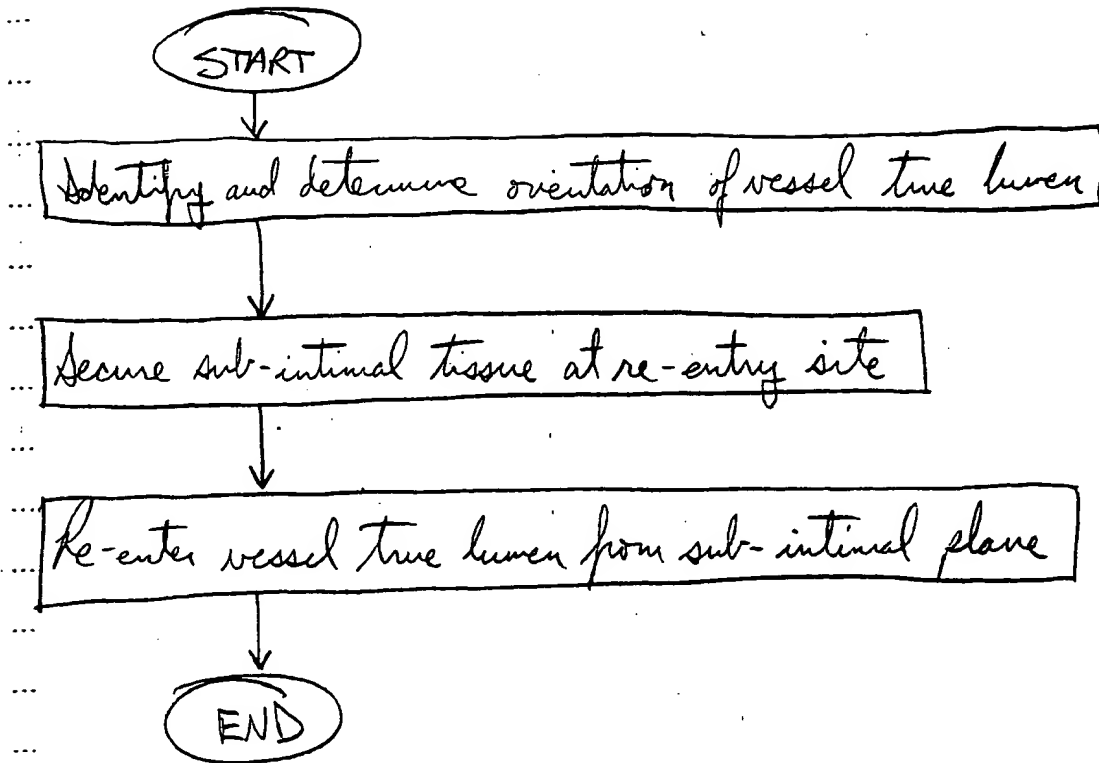 START
Identify and determine orientation of vessel true lumen
Secure sub-intimal tissue at re-entry site
Re-enter vessel true lumen from sub-intimal plane
END